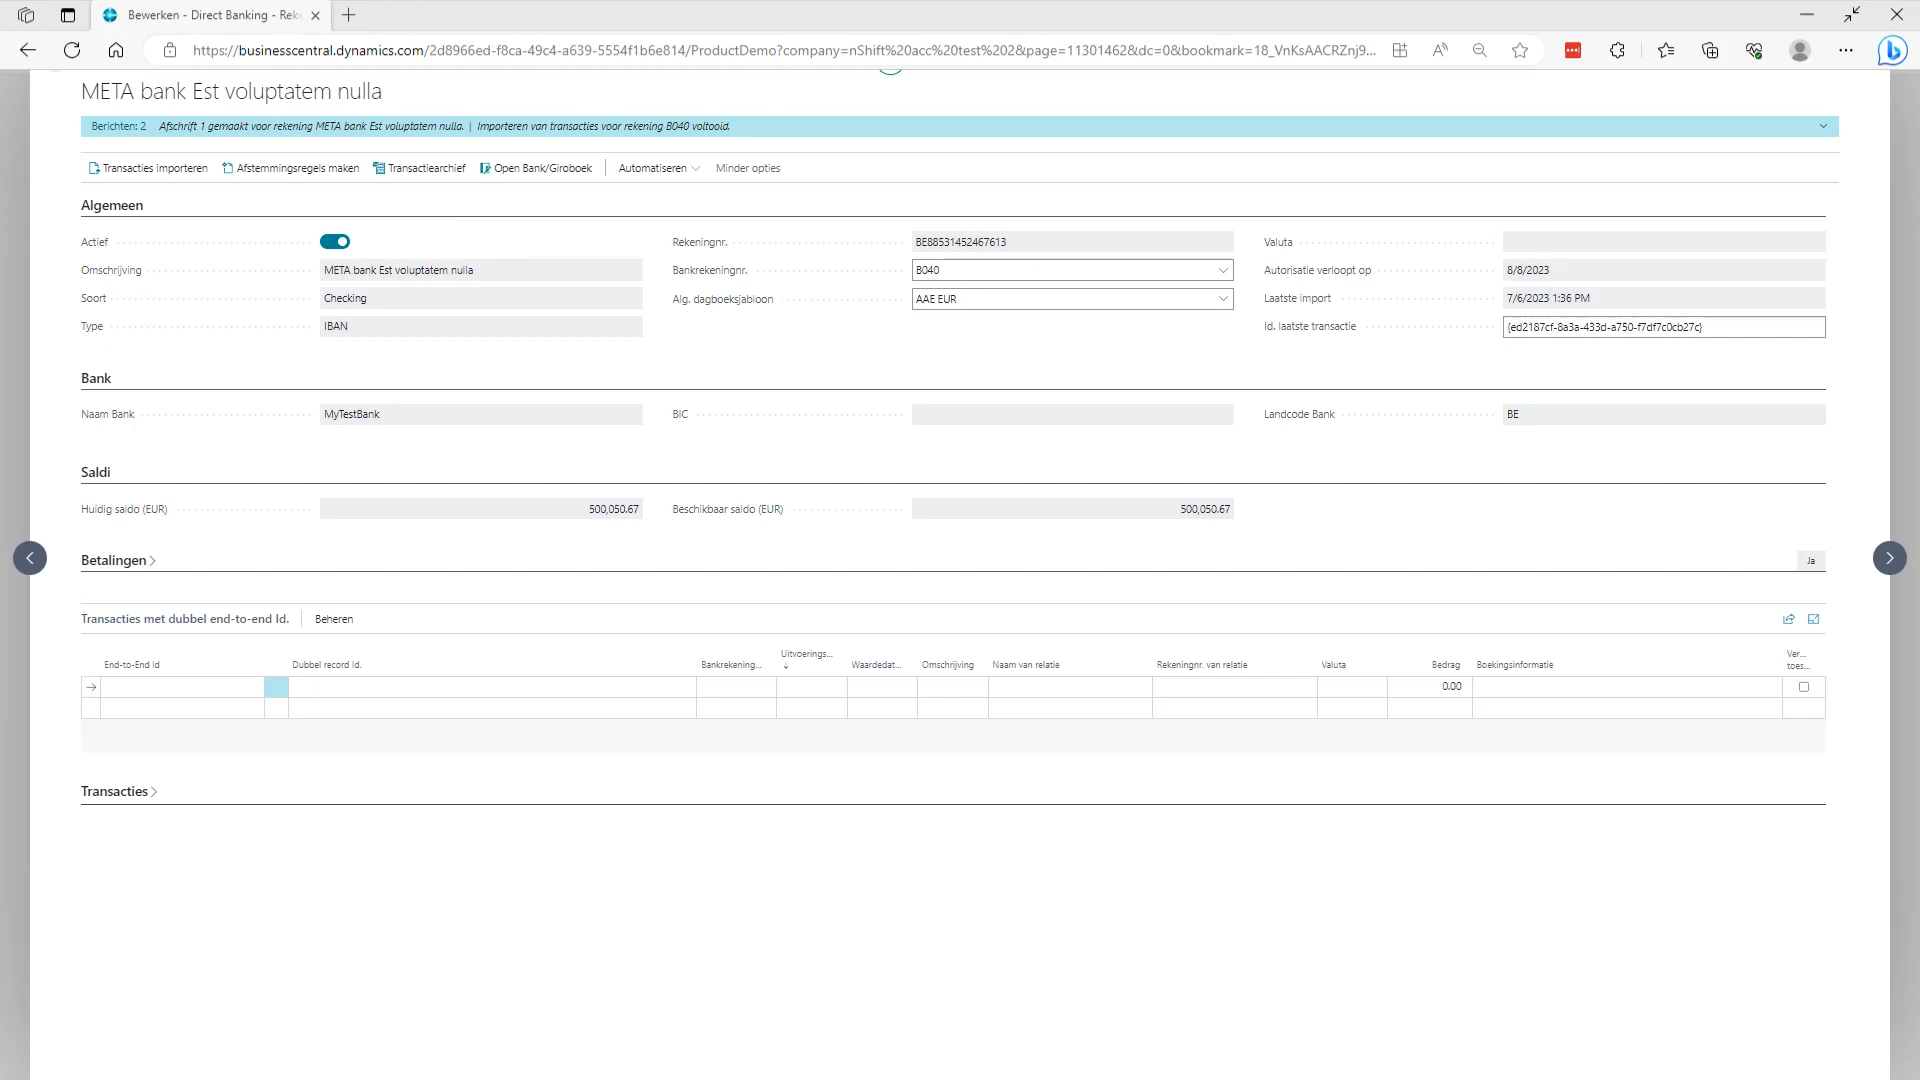 Bewerken - Direct Banking - Rek
https://businesscentral.dynamics.com/2d8966ed-f8ca-49c4-a639-5554f1b6e814/ProductDemo?company=nShift%20acc%20test%202&page=11301462&dc=0&bookmark=18_VnKsAACRZnj9...
META bank Est voluptatem nulla
Berichten: 2 Afschrift 1 gemaakt voor rekening META bank Est voluptatem nulla. | Importeren van transacties voor rekening B040 voltooid.
Transacties importeren Afstemmingsregels maken Transactiearchief Open Bank/Giroboek Automatiseren Minder opties
Algemeen
Actief Rekeningnr. BE88531452467613 Valuta
Omschrijving META bank Est voluptatem nulla Bankrekeningnr. B040 Autorisatie verloopt op 8/8/2023
Soort Checking Alg. dagboeksjabloon AAE EUR Laatste import 7/6/2023 1:36 PM
Type IBAN Id. laatste transactie {ed2187cf-8a3a-433d-a750-f7df7c0cb27c}
Bank
Naam Bank MyTestBank BIC Landcode Bank BE
Saldi
Huidig saldo (EUR) 500,050.67 Beschikbaar saldo (EUR) 500,050.67
Betalingen Ja
Transacties met dubbel end-to-end Id. Beheren
End-to-End Id Dubbel record Id. Bankrekening... Uitvoerings... Waardedat... Omschrijving Naam van relatie Rekeningnr. van relatie Valuta Bedrag Boekingsinformatie Ver... toes...
0.00
Transacties